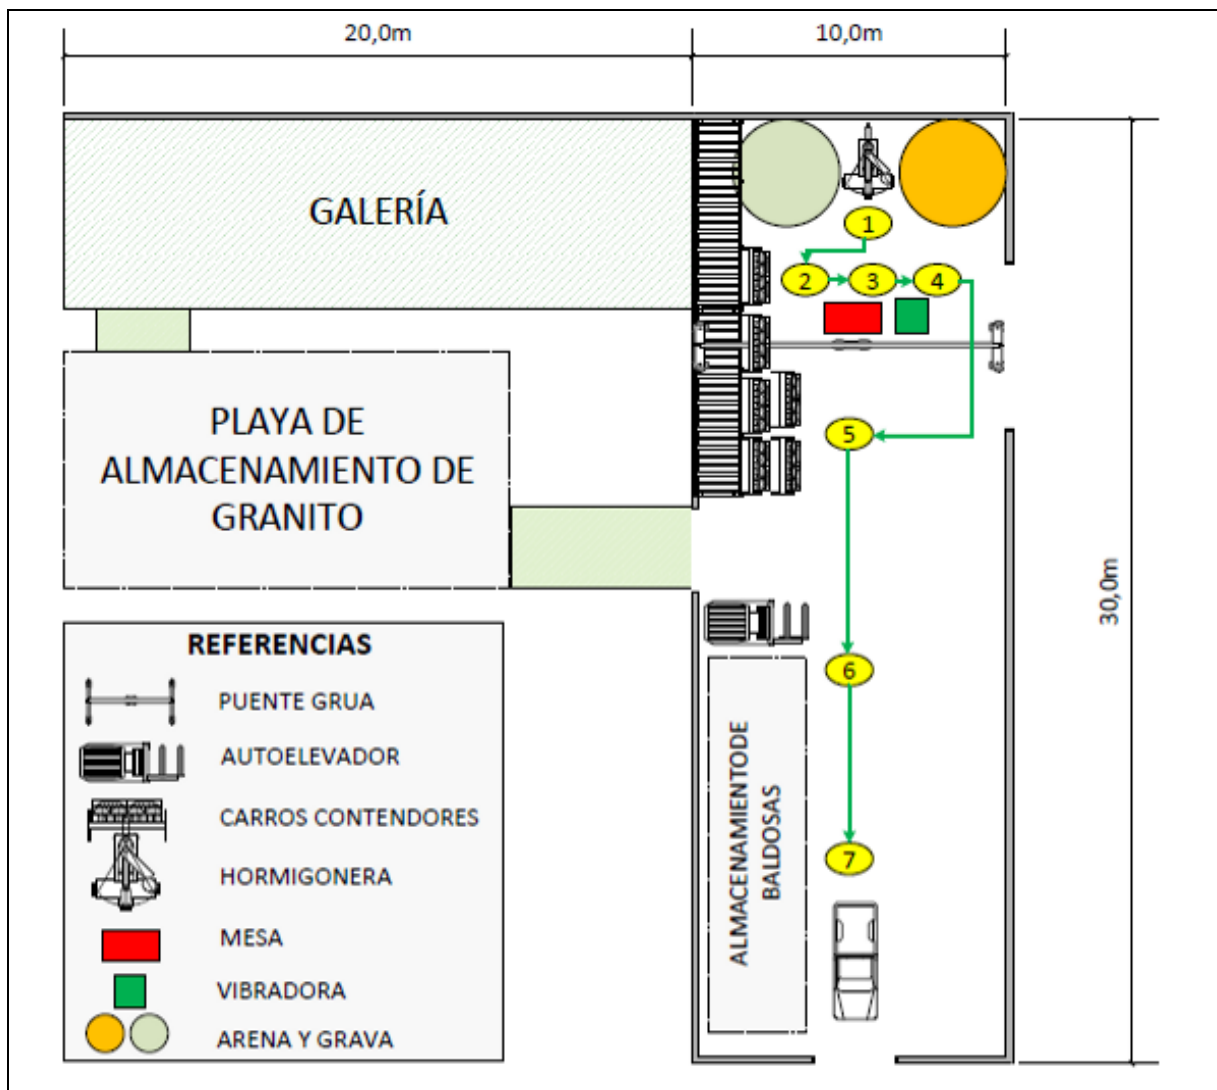 20,0m
10,0m
GALERÍA
1
2
3
4
PLAYA DE
ALMACENAMIENTO DE
GRANITO
5
30,0m
REFERENCIAS
PUENTE GRUA
AUTOELEVADOR
CARROS CONTENDORES
HORMIGONERA
MESA
VIBRADORA
ARENA Y GRAVA
6
ALMACENAMIENTODE
BALDOSAS
7